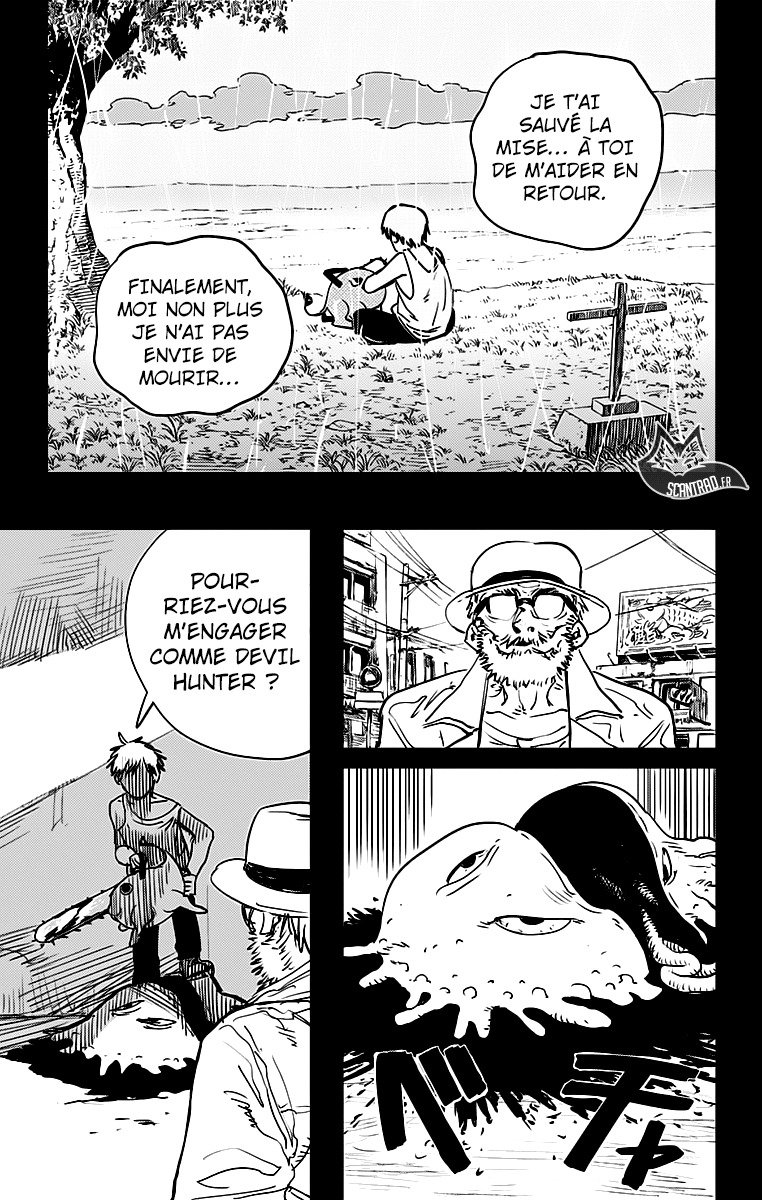 JE T'AI
SAUVÉ LA
MISE... À TOI
DE M'AIDER EN
RETOUR.
FINALEMENT,
MOI NON PLUS
JE N'AI PAS
ENVIE DE
MOURIR...
SCANTRAD.FR
POUR-
RIEZ-VOUS
M'ENGAGER
COMME DEVIL
HUNTER ?
ベチャ